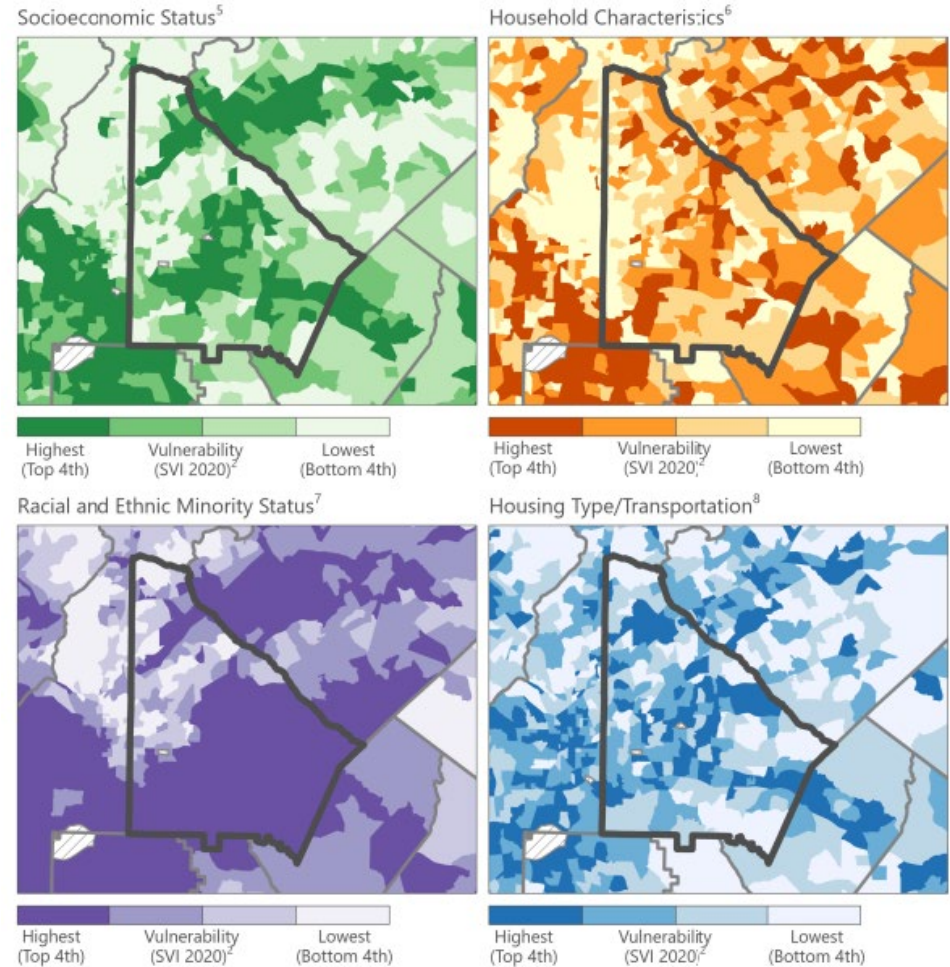 Socioeconomic Status⁵
Household Characteristics⁶
Highest
(Top 4th)
Vulnerability
(SVI 2020)²
Lowest
(Bottom 4th)
Highest
(Top 4th)
Vulnerability
(SVI 2020)²
Lowest
(Bottom 4th)
Racial and Ethnic Minority Status⁷
Housing Type/Transportation⁸
Highest
(Top 4th)
Vulnerability
(SVI 2020)²
Lowest
(Bottom 4th)
Highest
(Top 4th)
Vulnerability
(SVI 2020)²
Lowest
(Bottom 4th)